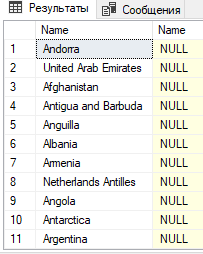 Результаты Сообщения
Name Name
1 Andorra NULL
2 United Arab Emirates NULL
3 Afghanistan NULL
4 Antigua and Barbuda NULL
5 Anguilla NULL
6 Albania NULL
7 Armenia NULL
8 Netherlands Antilles NULL
9 Angola NULL
10 Antarctica NULL
11 Argentina NULL